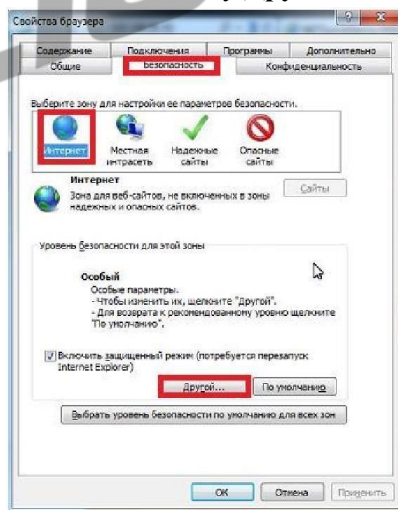 Свойства браузера
Содержание Подключения Программы Дополнительно
Общие Безопасность Конфиденциальность
Выберите зону для настройки ее параметров безопасности.
Интернет Местная интрасеть Надежные сайты Опасные сайты
Интернет
Зона для веб-сайтов, не включенных в зоны
надежных и опасных сайтов.
Сайты
Уровень безопасности для этой зоны
Особый
Особые параметры.
- Чтобы изменить их, щелкните "Другой".
- Для возврата к рекомендованному уровню щелкните
"По умолчанию".
Включить защищенный режим (потребуется перезапуск
Internet Explorer)
Другой... По умолчанию
Выбрать уровень безопасности по умолчанию для всех зон
ОК Отмена Применить